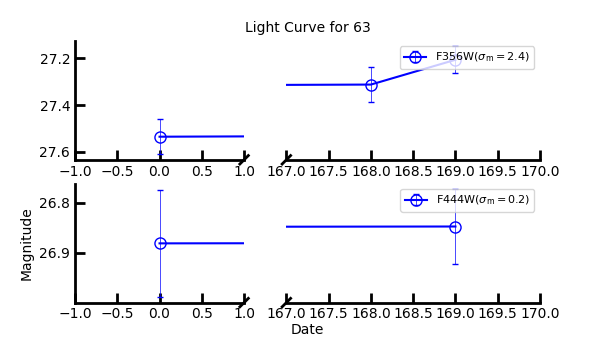 Light Curve for 63
27.2
27.4
27.6
F356W(σm = 2.4)
−1.0 −0.5 0.0 0.5 1.0 167.0 167.5 168.0 168.5 169.0 169.5 170.0
26.8
26.9
F444W(σm = 0.2)
Magnitude
−1.0 −0.5 0.0 0.5 1.0 167.0 167.5 168.0 168.5 169.0 169.5 170.0
Date